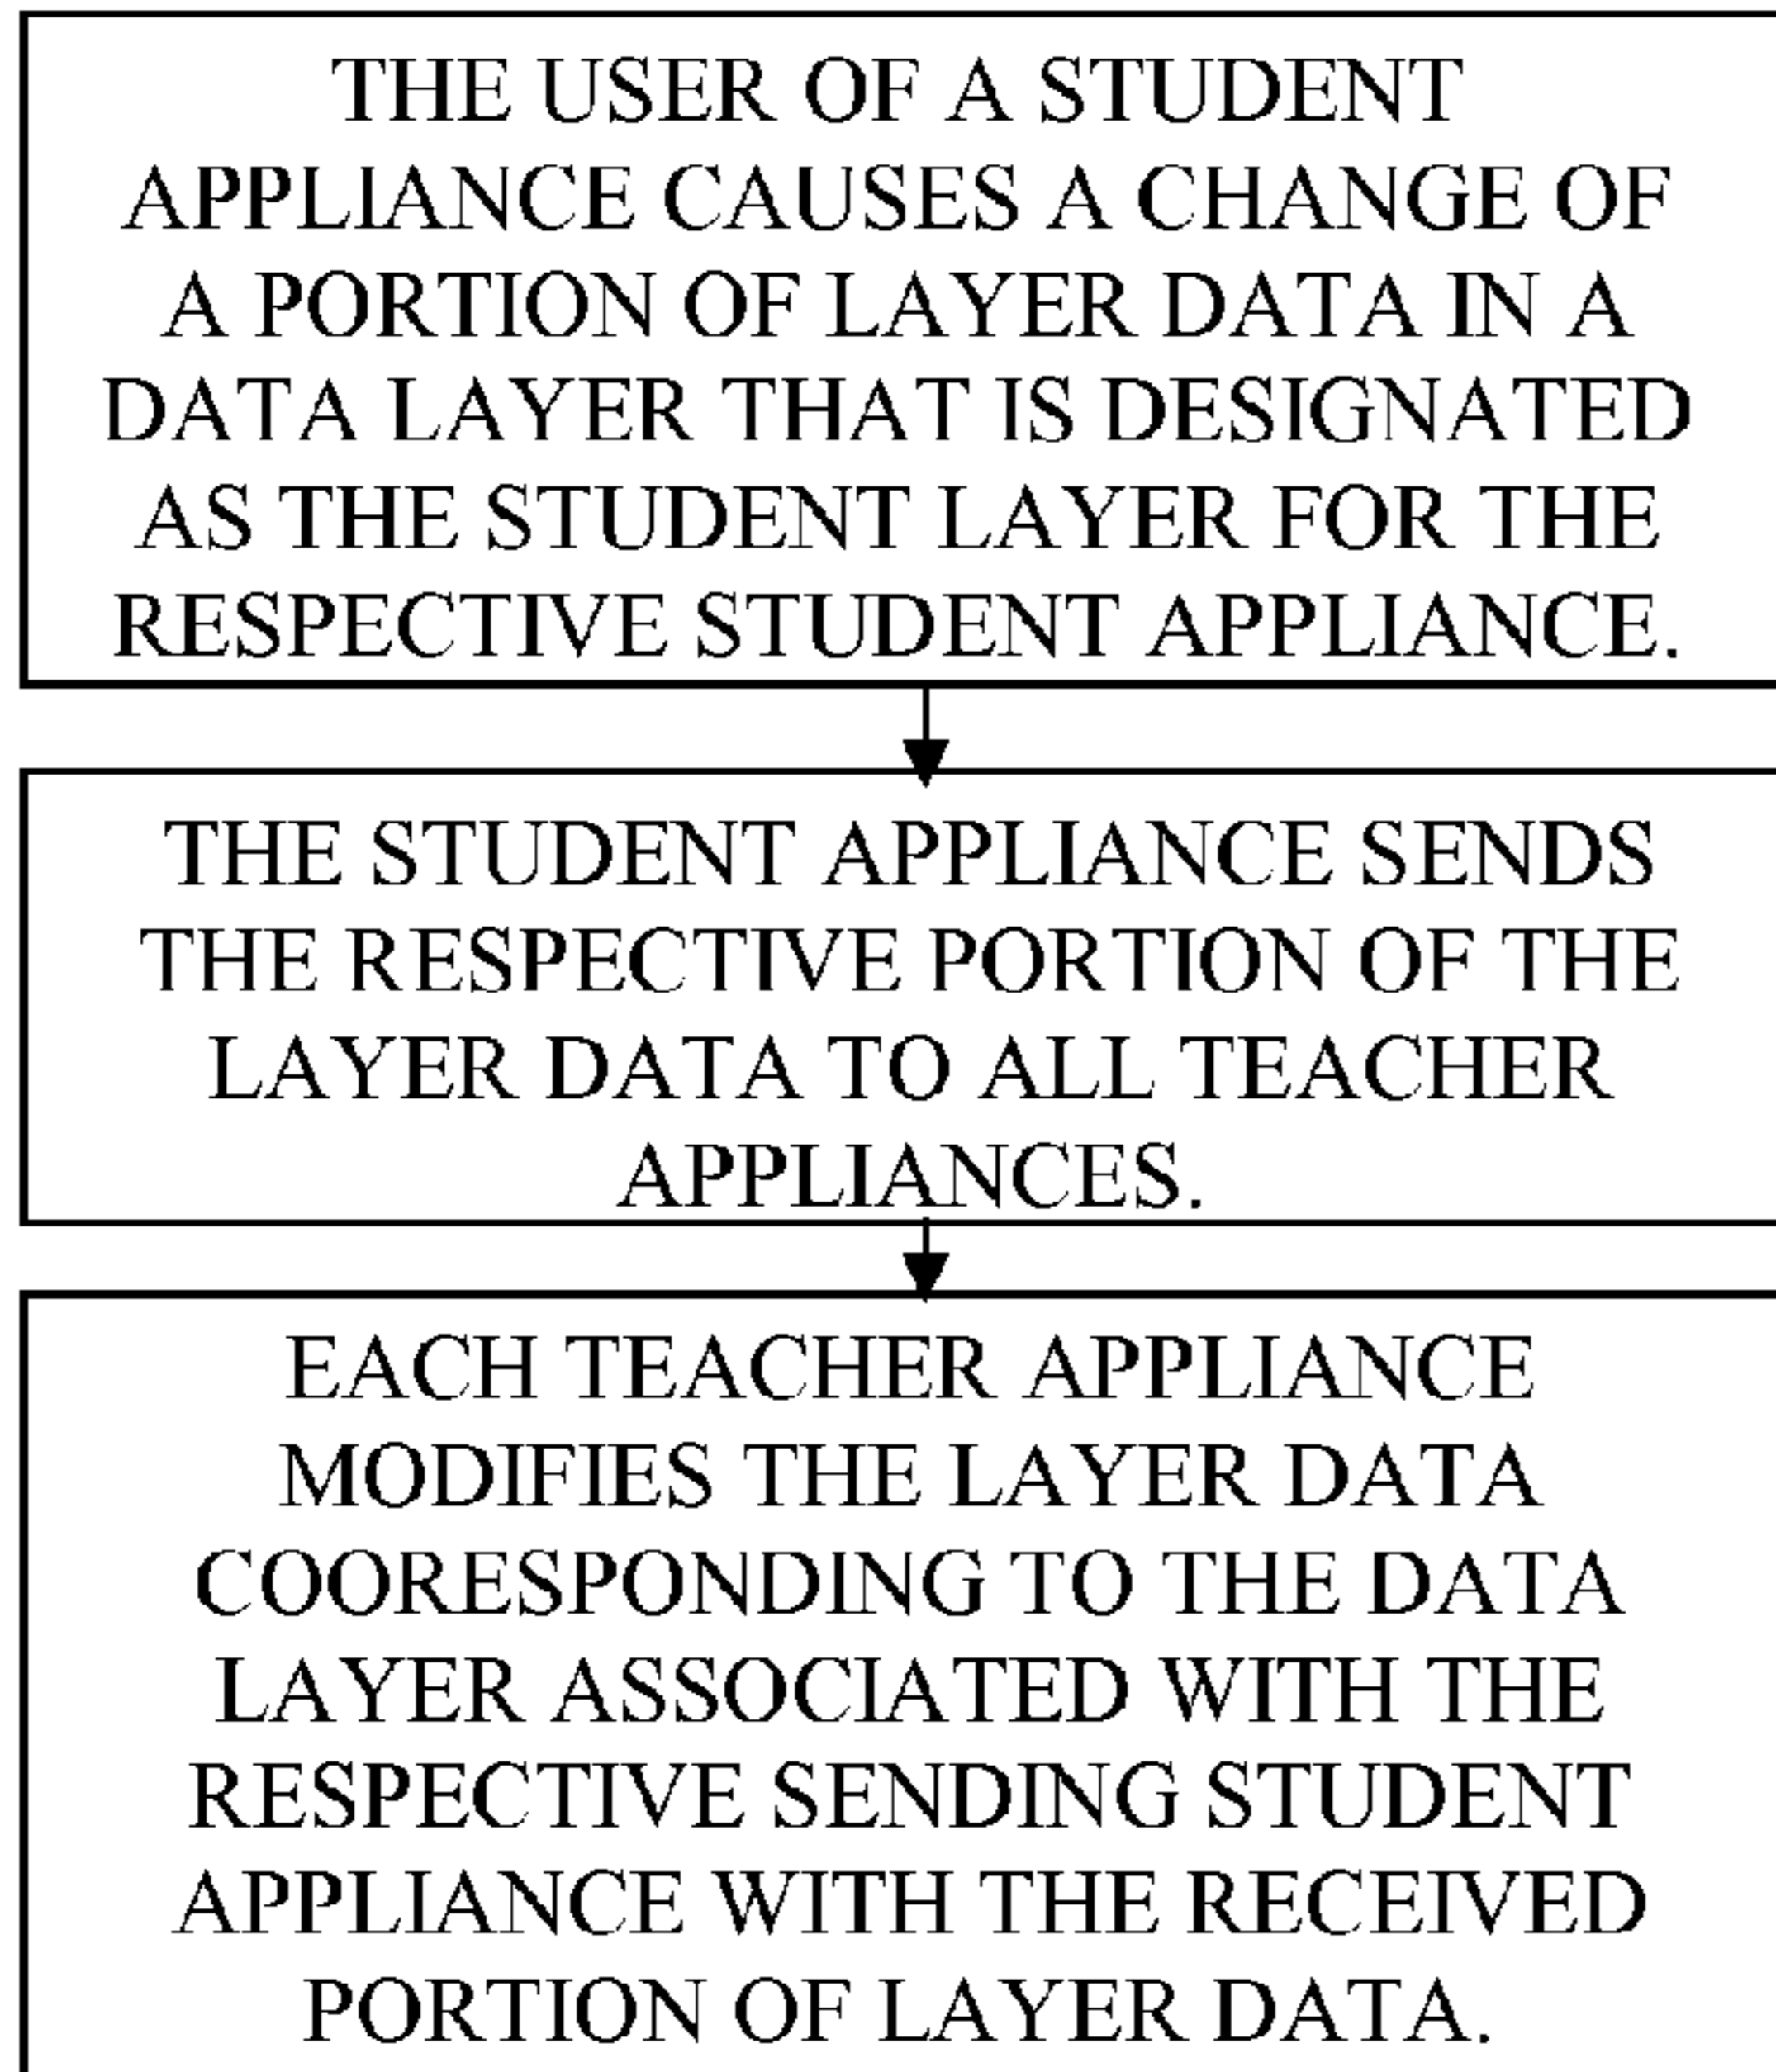 THE USER OF A STUDENT
APPLIANCE CAUSES A CHANGE OF
A PORTION OF LAYER DATA IN A
DATA LAYER THAT IS DESIGNATED
AS THE STUDENT LAYER FOR THE
RESPECTIVE STUDENT APPLIANCE.
THE STUDENT APPLIANCE SENDS
THE RESPECTIVE PORTION OF THE
LAYER DATA TO ALL TEACHER
APPLIANCES.
EACH TEACHER APPLIANCE
MODIFIES THE LAYER DATA
COORESPONDING TO THE DATA
LAYER ASSOCIATED WITH THE
RESPECTIVE SENDING STUDENT
APPLIANCE WITH THE RECEIVED
PORTION OF LAYER DATA.